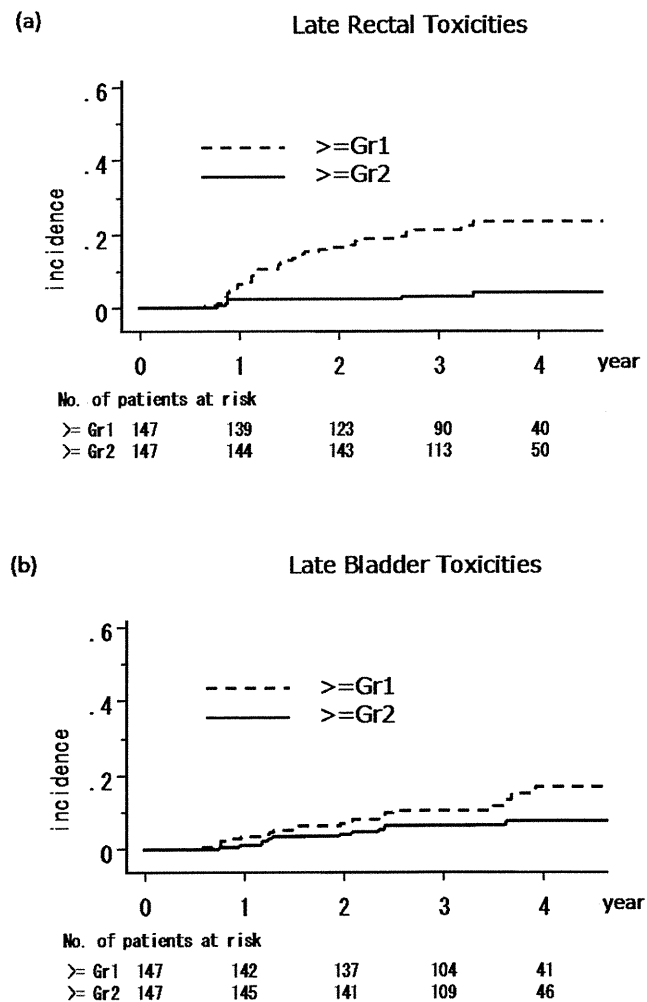 (a) Late Rectal Toxicities
.6
>=Gr1
.4
>=Gr2
.2
0
incidence
0 1 2 3 4 year
No. of patients at risk
>= Gr1 147 139 123 90 40
>= Gr2 147 144 143 113 50
(b) Late Bladder Toxicities
.6
>=Gr1
>=Gr2
.4
.2
0
incidence
0 1 2 3 4 year
No. of patients at risk
>= Gr1 147 142 137 104 41
>= Gr2 147 145 141 109 46